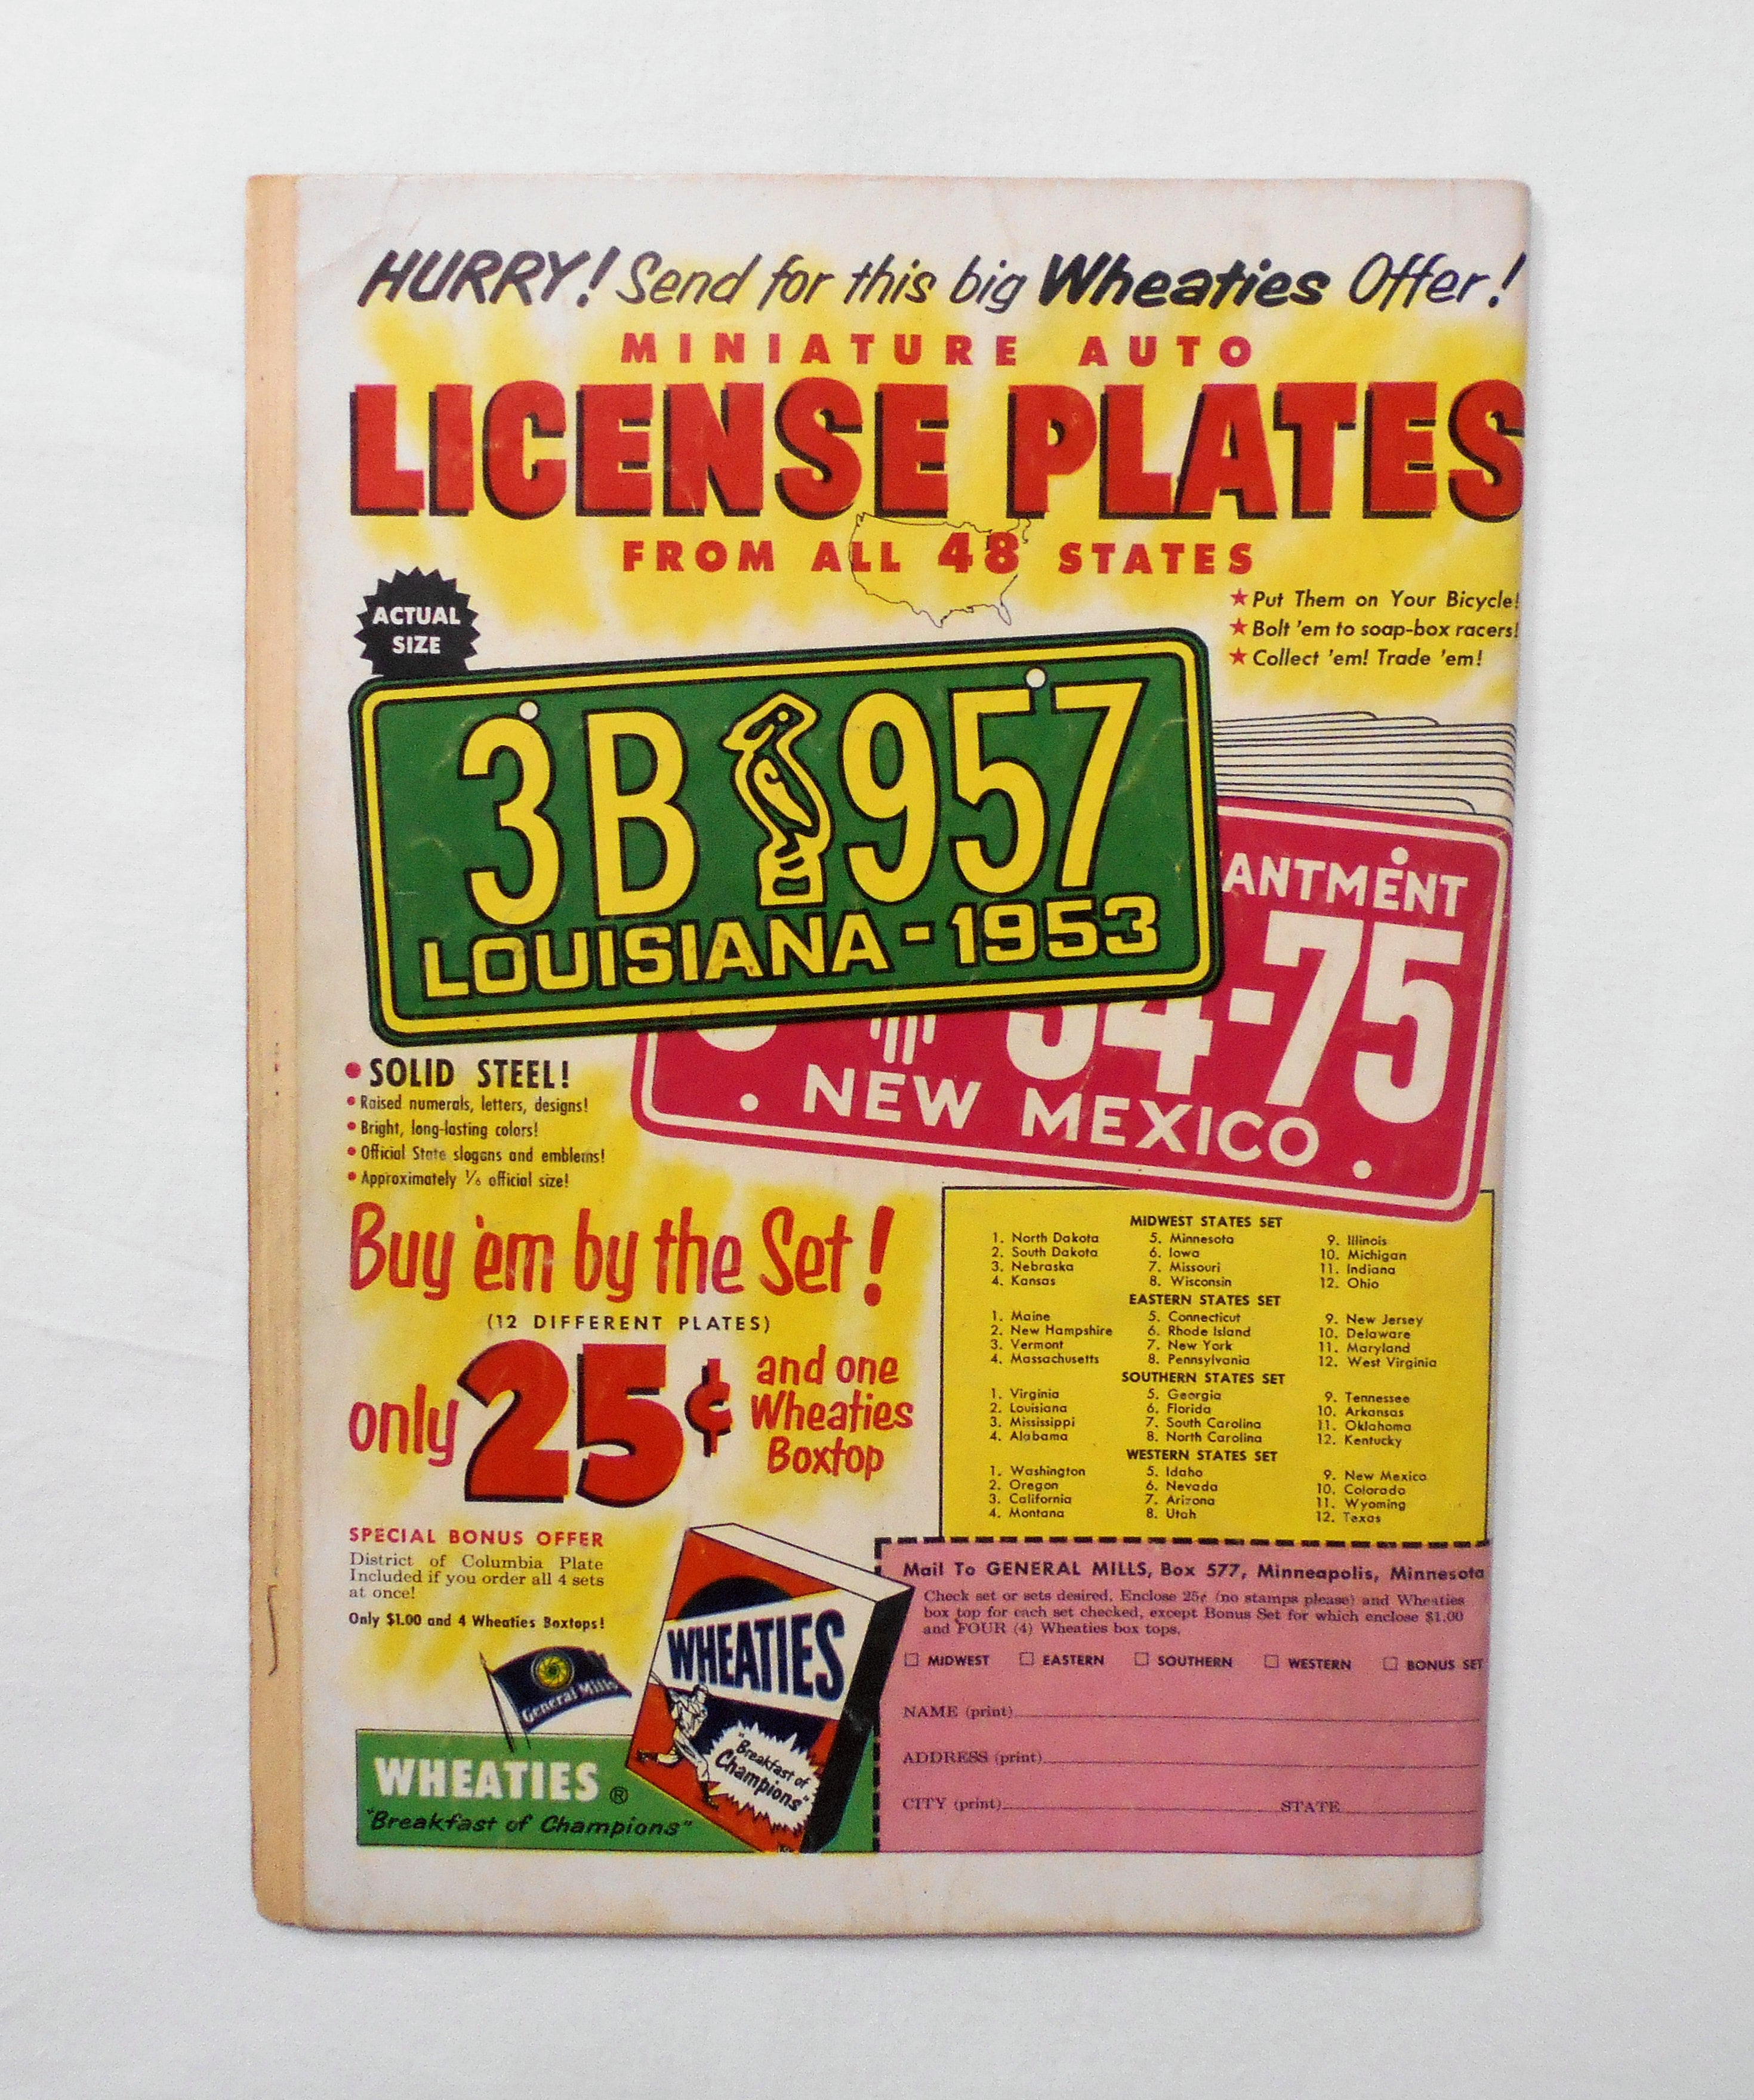 HURRY! Send for this big Wheaties Offer!
MINIATURE AUTO
LICENSE PLATES
FROM ALL 48 STATES
ACTUAL
SIZE
★ Put Them on Your Bicycle!
★ Bolt 'em to soap-box racers!
★ Collect 'em! Trade 'em!
3B 957
LOUISIANA - 1953
ANTMENT
54-75
NEW MEXICO
• SOLID STEEL!
• Raised numerals, letters, designs!
• Bright, long-lasting colors!
• Official State slogans and emblems!
• Approximately 1/6 official size!
Buy 'em by the Set!
(12 DIFFERENT PLATES)
only 25¢ and one
Wheaties
Boxtop
MIDWEST STATES SET
1. North Dakota 5. Minnesota 9. Illinois
2. South Dakota 6. Iowa 10. Michigan
3. Nebraska 7. Missouri 11. Indiana
4. Kansas 8. Wisconsin 12. Ohio
EASTERN STATES SET
1. Maine 5. Connecticut 9. New Jersey
2. New Hampshire 6. Rhode Island 10. Delaware
3. Vermont 7. New York 11. Maryland
4. Massachusetts 8. Pennsylvania 12. West Virginia
SOUTHERN STATES SET
1. Virginia 5. Georgia 9. Tennessee
2. Louisiana 6. Florida 10. Arkansas
3. Mississippi 7. South Carolina 11. Oklahoma
4. Alabama 8. North Carolina 12. Kentucky
WESTERN STATES SET
1. Washington 5. Idaho 9. New Mexico
2. Oregon 6. Nevada 10. Colorado
3. California 7. Arizona 11. Wyoming
4. Montana 8. Utah 12. Texas
SPECIAL BONUS OFFER
District of Columbia Plate
Included if you order all 4 sets
at once!
Only $1.00 and 4 Wheaties Boxtops!
General Mills
WHEATIES ®
"Breakfast of Champions"
WHEATIES
"Breakfast of
Champions"
Mail To GENERAL MILLS, Box 577, Minneapolis, Minnesota
Check set or sets desired. Enclose 25¢ (no stamps please) and Wheaties
box top for each set checked, except Bonus Set for which enclose $1.00
and FOUR (4) Wheaties box tops.
☐ MIDWEST ☐ EASTERN ☐ SOUTHERN ☐ WESTERN ☐ BONUS SET
NAME (print)
ADDRESS (print)
CITY (print) STATE